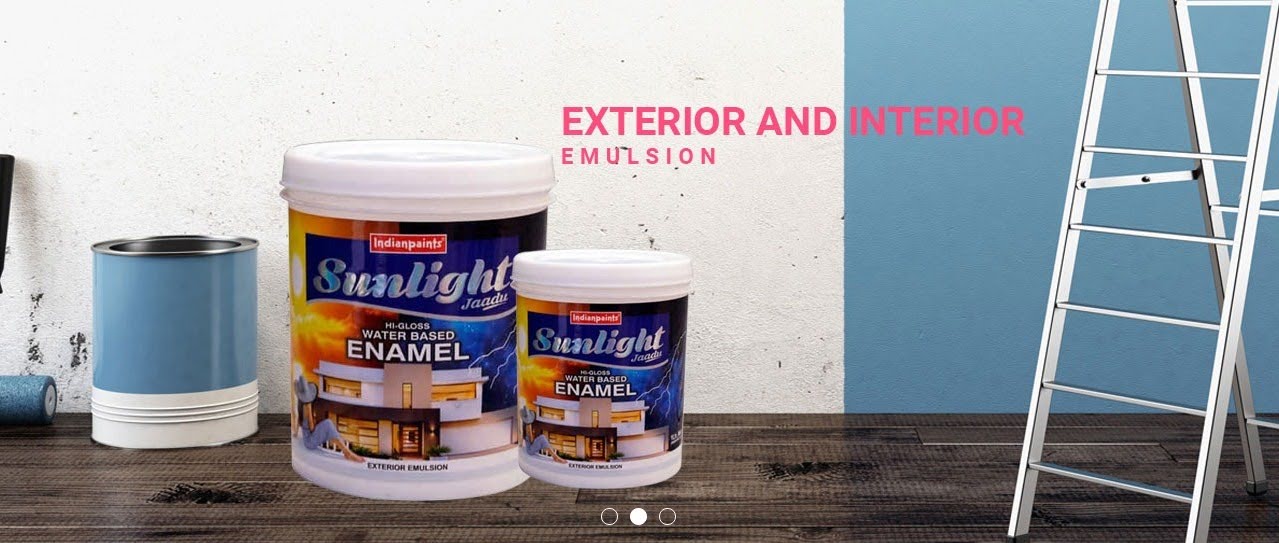 EXTERIOR AND INTERIOR
EMULSION
Indianpaints
Sunlight
Jaadu
HI-GLOSS
WATER BASED
ENAMEL
EXTERIOR EMULSION
Indianpaints
Sunlight
Jaadu
HI-GLOSS
WATER BASED
ENAMEL
EXTERIOR EMULSION